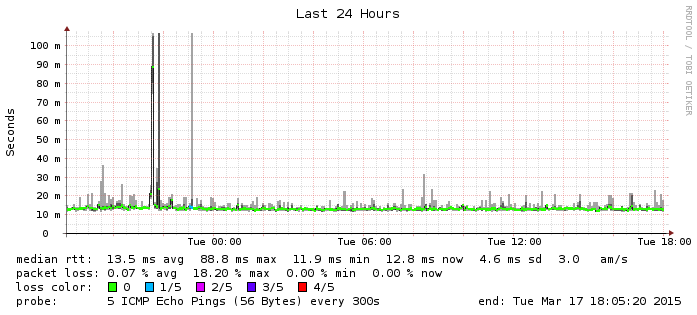 Last 24 Hours
RRDTOOL / TOBI OETIKER
Seconds
100 m
90 m
80 m
70 m
60 m
50 m
40 m
30 m
20 m
10 m
0
Tue 00:00 Tue 06:00 Tue 12:00 Tue 18:00
median rtt: 13.5 ms avg 88.8 ms max 11.9 ms min 12.8 ms now 4.6 ms sd 3.0 am/s
packet loss: 0.07 % avg 18.20 % max 0.00 % min 0.00 % now
loss color: 0 1/5 2/5 3/5 4/5
probe: 5 ICMP Echo Pings (56 Bytes) every 300s end: Tue Mar 17 18:05:20 2015